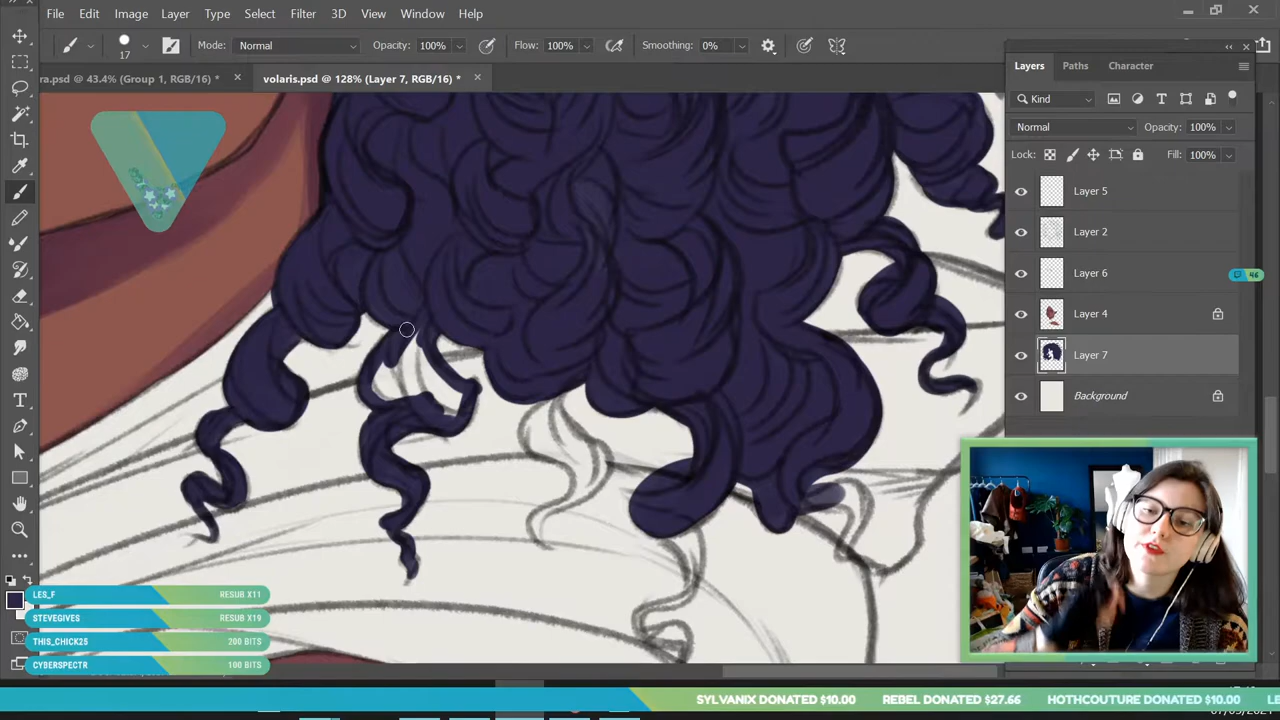 File Edit Image Layer Type Select Filter 3D View Window Help
17 Mode: Normal Opacity: 100% Flow: 100% Smoothing: 0%
ra.psd @ 43.4% (Group 1, RGB/16) * volaris.psd @ 128% (Layer 7, RGB/16) *
Layers Paths Character
Kind
Normal Opacity: 100%
Lock: Fill: 100%
Layer 5
Layer 2
Layer 6
46
Layer 4
Layer 7
Background
LES_F RESUB X11
STEVEGIVES RESUB X19
THIS_CHICK25 200 BITS
CYBERSPECTR 100 BITS
SYLVANIX DONATED $10.00 REBEL DONATED $27.66 HOTHCOUTURE DONATED $10.00 LE